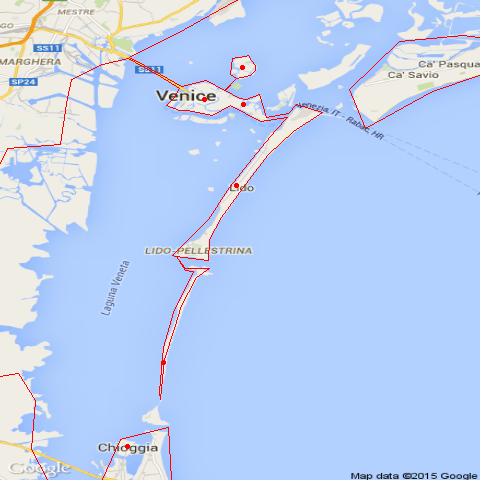 MESTRE
SS11
MARGHERA
SP24
SS11
Venice
Ca' Pasqua
Ca' Savio
Venezia, IT - Rabac, HR
Lido
LIDO-PELLESTRINA
Laguna Veneta
Chioggia
Google
Map data ©2015 Google